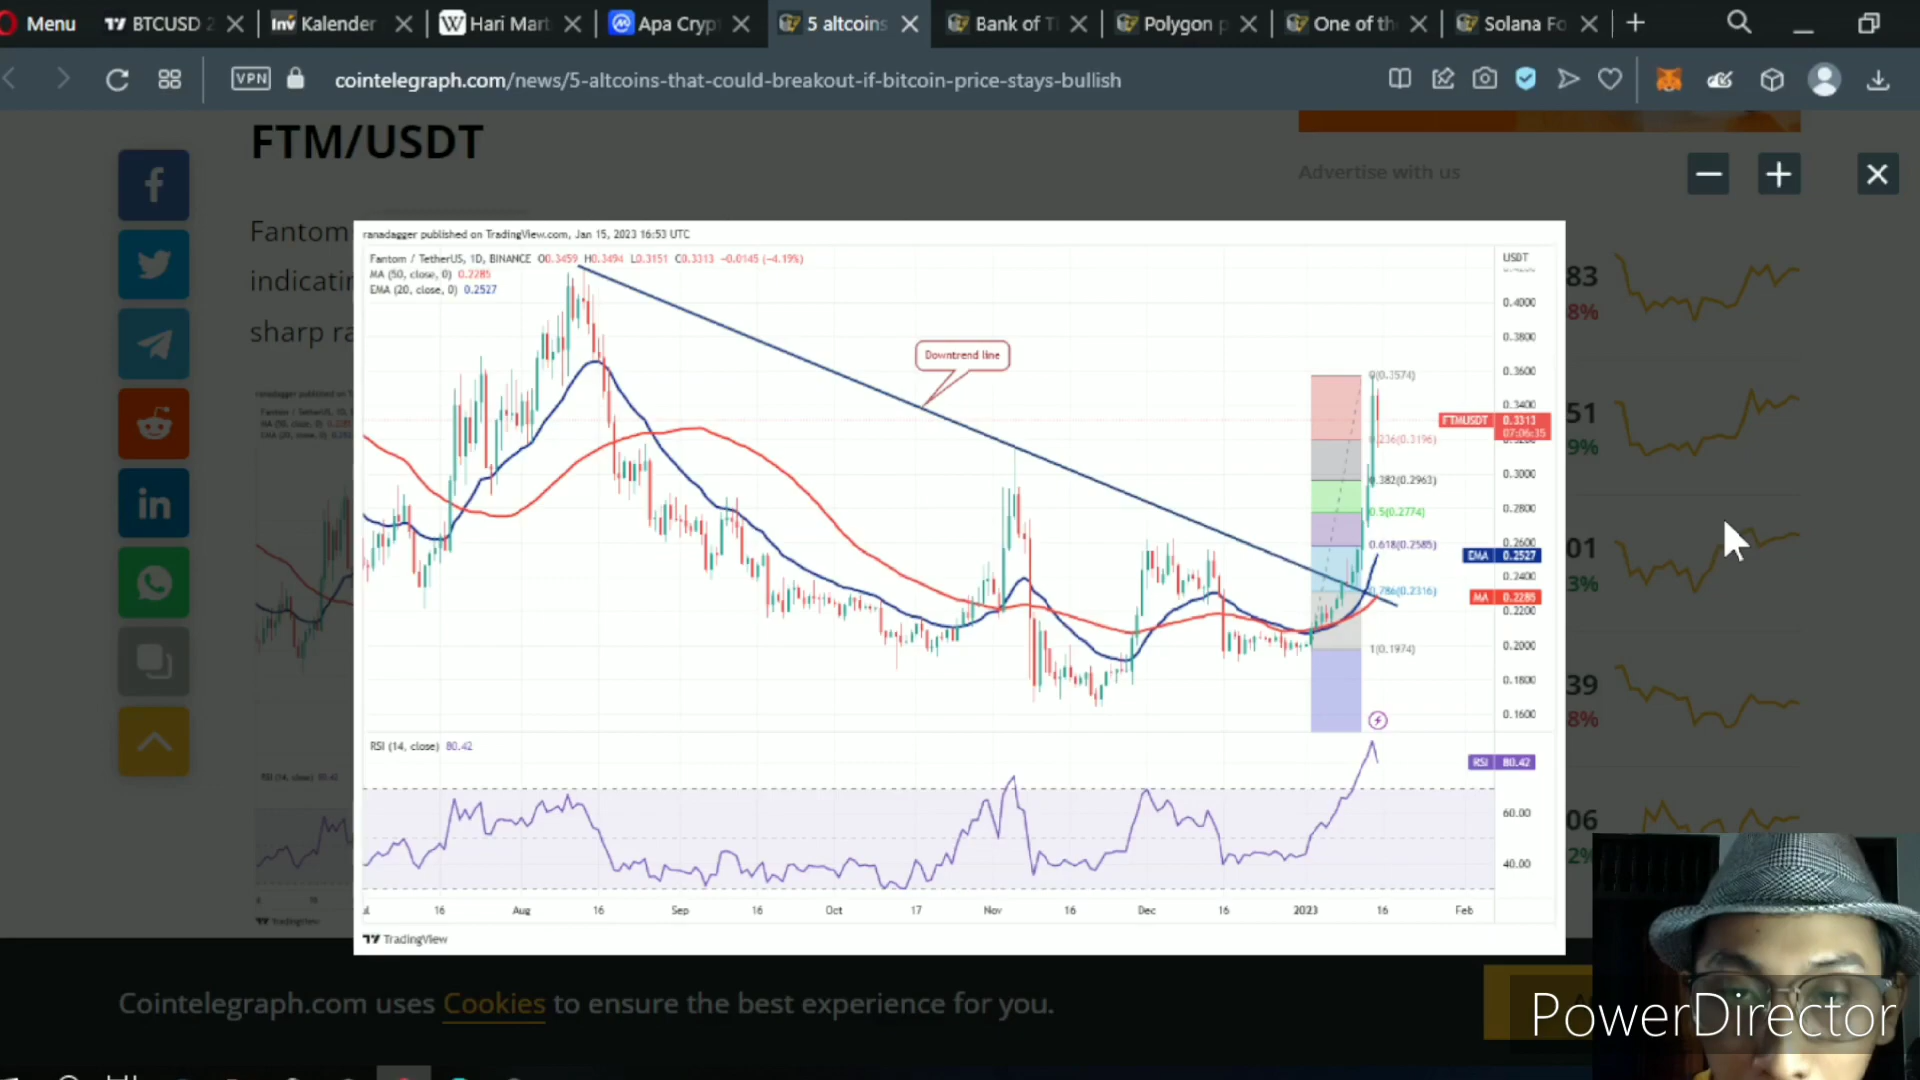 Menu
BTCUSD 2
Inv Kalender
W Hari Mart
Apa Cryp
5 altcoins
Bank of T
Polygon p
One of th
Solana Fo
VPN
cointelegraph.com/news/5-altcoins-that-could-breakout-if-bitcoin-price-stays-bullish
FTM/USDT
Advertise with us
Fantom
indicatin
sharp ra
ranadagger published on TradingView.com, Jan 15, 2023 16:53 UTC
Fantom / TetherUS, 1D, BINANCE O0.3459 H0.3494 L0.3151 C0.3313 -0.0145 (-4.19%)
MA (50, close, 0) 0.2285
EMA (20, close, 0) 0.2527
USDT
0.4000
0.3800
0.3600
0.3400
0.3000
0.2800
0.2600
0.2400
0.2200
0.2000
0.1800
0.1600
Downtrend line
0(0.3574)
FTMUSDT 0.3313
07:06:35
0.236(0.3196)
0.382(0.2963)
0.5(0.2774)
0.618(0.2585)
EMA 0.2527
0.786(0.2316)
MA 0.2285
1(0.1974)
RSI (14, close) 80.42
RSI 80.42
60.00
40.00
16 Aug 16 Sep 16 Oct 17 Nov 16 Dec 16 2023 16 Feb
TradingView
83
8%
51
9%
01
3%
39
8%
06
2%
Cointelegraph.com uses Cookies to ensure the best experience for you.
PowerDirector